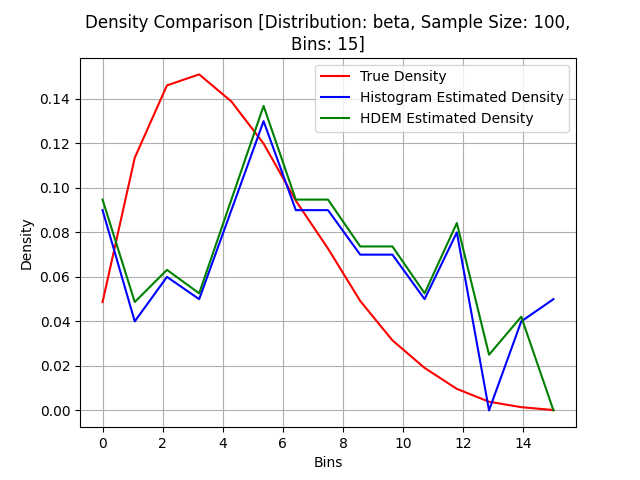 Density Comparison [Distribution: beta, Sample Size: 100,
Bins: 15]
True Density
Histogram Estimated Density
HDEM Estimated Density
Density
0.14
0.12
0.10
0.08
0.06
0.04
0.02
0.00
0 2 4 6 8 10 12 14
Bins